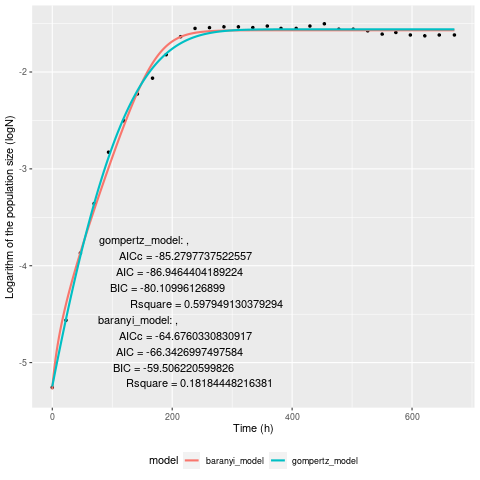 Logarithm of the population size (logN)
-2
-3
-4
-5
gompertz_model: ,
AICc = -85.2797737522557
AIC = -86.9464404189224
BIC = -80.10996126899
Rsquare = 0.597949130379294
baranyi_model: ,
AICc = -64.6760330830917
AIC = -66.3426997497584
BIC = -59.506220599826
Rsquare = 0.18184448216381
0 200 400 600
Time (h)
model baranyi_model gompertz_model